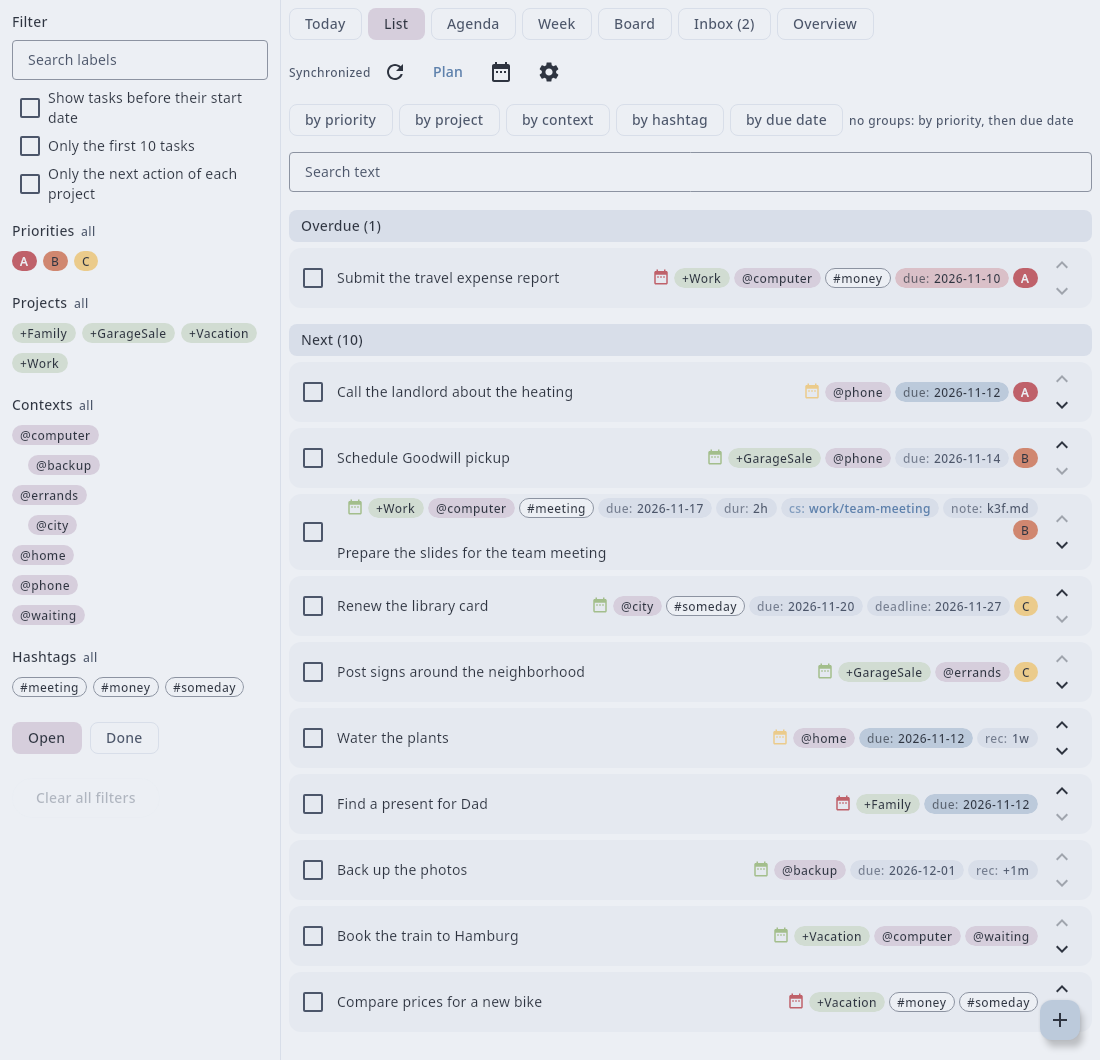 Filter
Search labels
Show tasks before their start
date
Only the first 10 tasks
Only the next action of each
project
Priorities all
A B C
Projects all
+Family +GarageSale +Vacation
+Work
Contexts all
@computer
@backup
@errands
@city
@home
@phone
@waiting
Hashtags all
#meeting #money #someday
Open Done
Clear all filters
Today List Agenda Week Board Inbox (2) Overview
Synchronized Plan
by priority by project by context by hashtag by due date no groups: by priority, then due date
Search text
Overdue (1)
Submit the travel expense report +Work @computer #money due: 2026-11-10 A
Next (10)
Call the landlord about the heating @phone due: 2026-11-12 A
Schedule Goodwill pickup +GarageSale @phone due: 2026-11-14 B
+Work @computer #meeting due: 2026-11-17 dur: 2h cs: work/team-meeting note: k3f.md
B
Prepare the slides for the team meeting
Renew the library card @city #someday due: 2026-11-20 deadline: 2026-11-27 C
Post signs around the neighborhood +GarageSale @errands C
Water the plants @home due: 2026-11-12 rec: 1w
Find a present for Dad +Family due: 2026-11-12
Back up the photos @backup due: 2026-12-01 rec: +1m
Book the train to Hamburg +Vacation @computer @waiting
Compare prices for a new bike +Vacation #money #someday